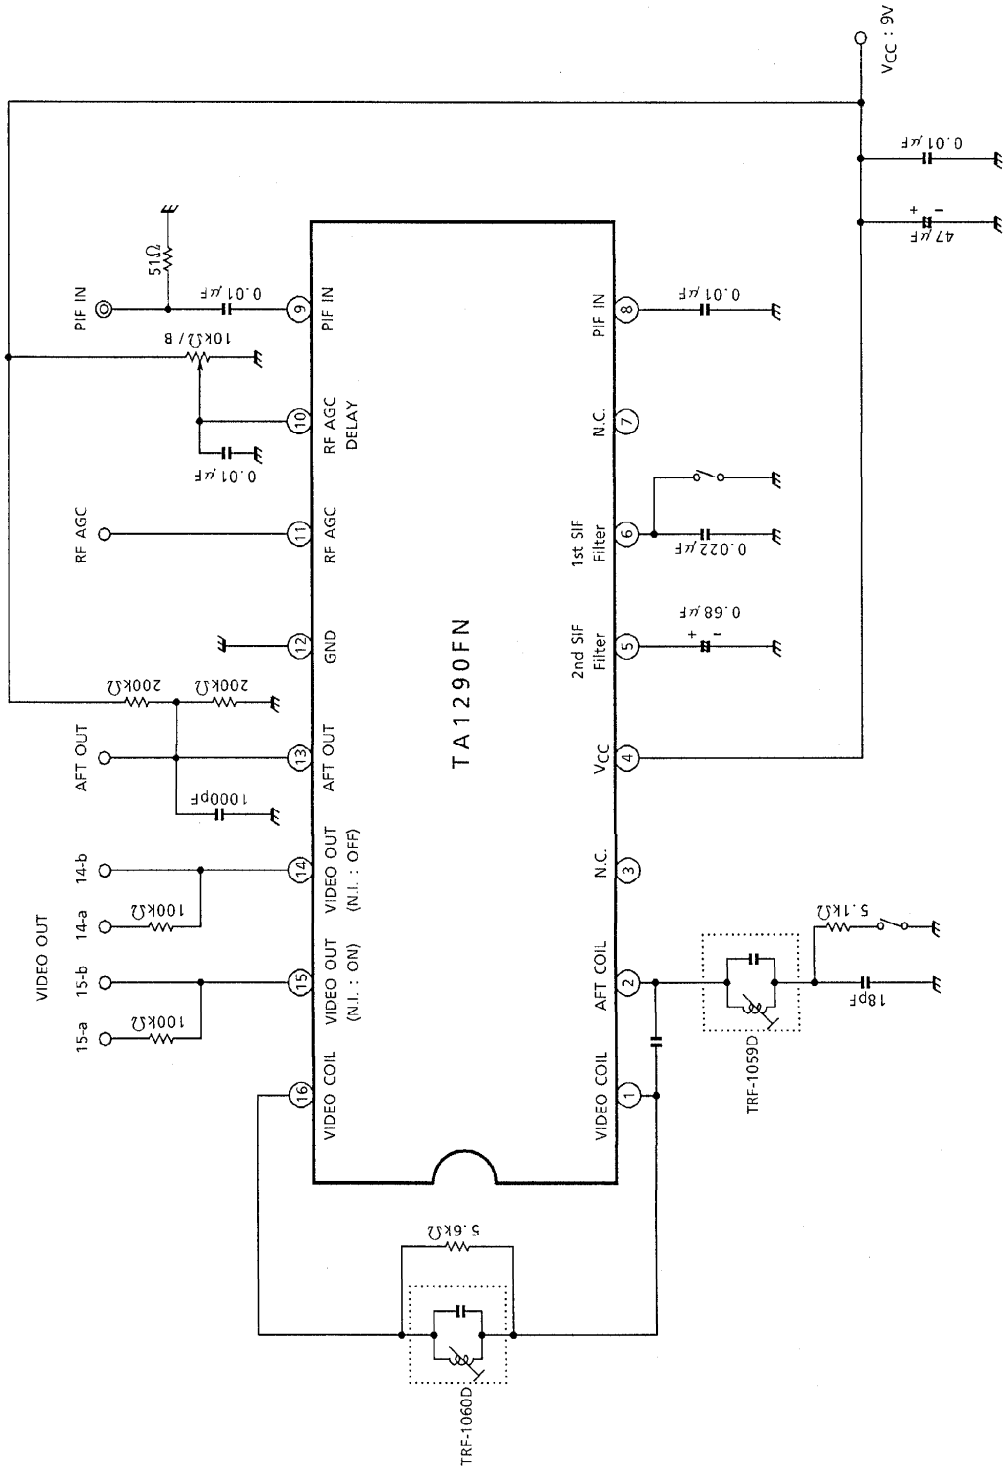 VCC : 9V
0.01μF
47μF
PIF IN
51Ω
0.01μF
9
PIF IN
10kΩ/B
10
RF AGC
DELAY
0.01μF
RF AGC
11
RF AGC
12
GND
200kΩ
200kΩ
AFT OUT
13
AFT OUT
1000pF
VIDEO OUT
14-b
14-a
100kΩ
14
VIDEO OUT
(N.I. : OFF)
15-b
15-a
100kΩ
15
VIDEO OUT
(N.I. : ON)
16
VIDEO COIL
TA1290FN
8
PIF IN
0.01μF
7
N.C.
6
1st SIF
Filter
0.022μF
5
2nd SIF
Filter
+ −
0.68μF
4
VCC
3
N.C.
2
AFT COIL
1
VIDEO COIL
5.1kΩ
18pF
TRF-1059D
5.6kΩ
TRF-1060D
+ −